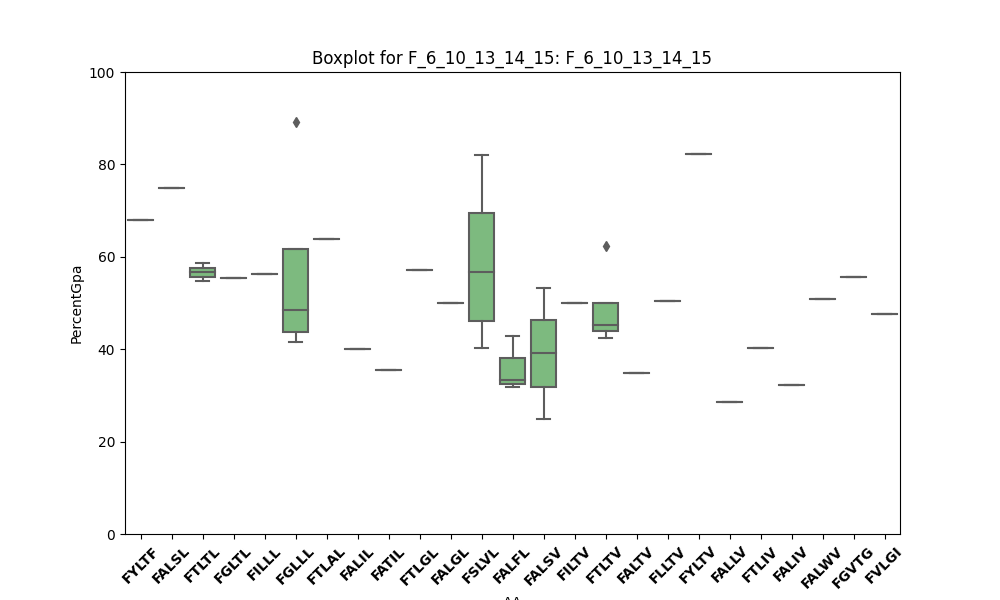 Boxplot for F_6_10_13_14_15: F_6_10_13_14_15
PercentGpa
100
80
60
40
20
0
FYLTF
FALSL
FTLTL
FGLTL
FILLL
FGLLL
FTLAL
FALIL
FATIL
FTLGL
FALGL
FSLVL
FALFL
FALSV
FILTV
FTLTV
FALTV
FLLTV
FYLTV
FALLV
FTLIV
FALIV
FALWV
FGVTG
FVLGI